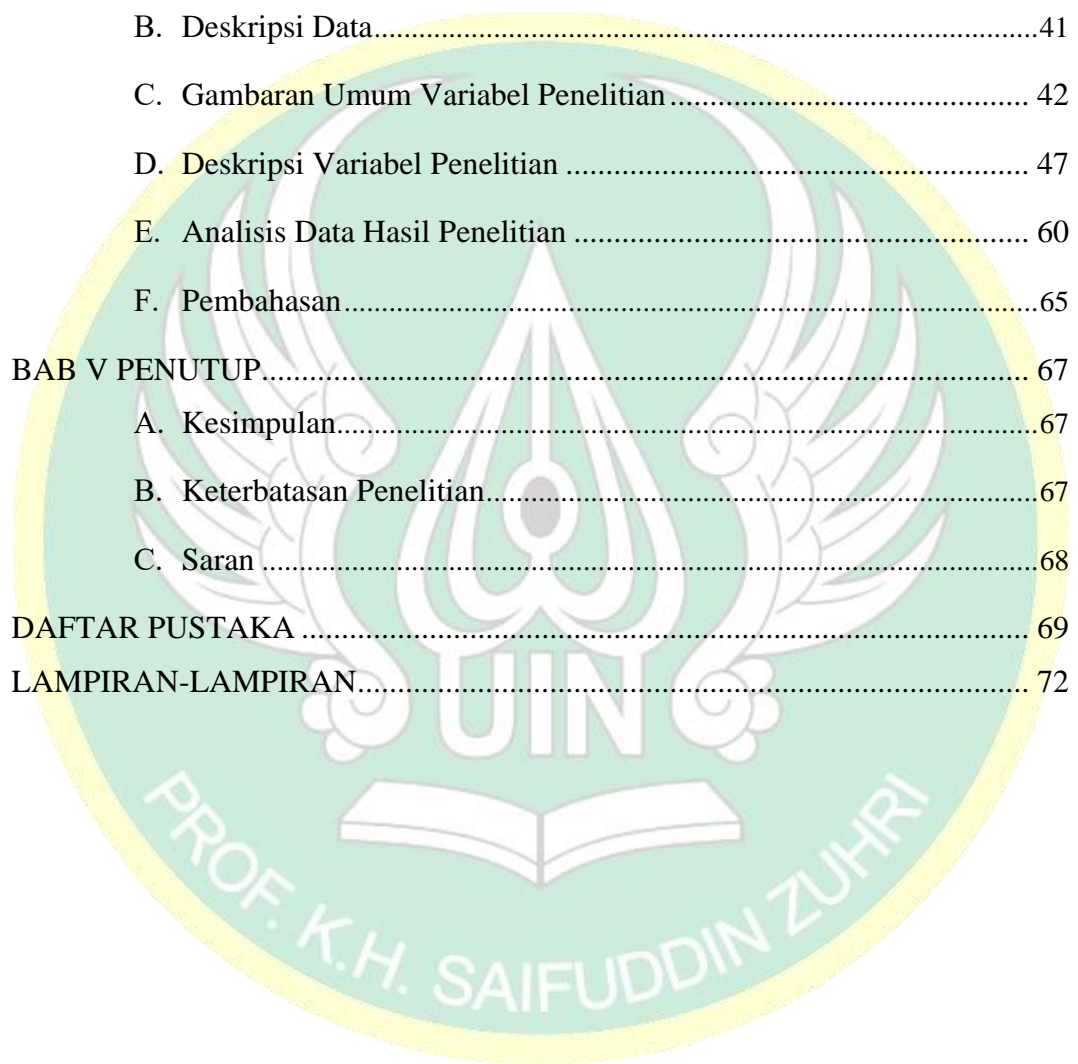 B. Deskripsi Data....................................................................................41
C. Gambaran Umum Variabel Penelitian............................................. 42
D. Deskripsi Variabel Penelitian .......................................................... 47
E. Analisis Data Hasil Penelitian ......................................................... 60
F. Pembahasan.......................................................................................65
BAB V PENUTUP................................................................................................ 67
A. Kesimpulan........................................................................................67
B. Keterbatasan Penelitian.....................................................................67
C. Saran .................................................................................................68
DAFTAR PUSTAKA ........................................................................................... 69
LAMPIRAN-LAMPIRAN.................................................................................... 72
UIN
PROF. K.H. SAIFUDDIN ZUHRI